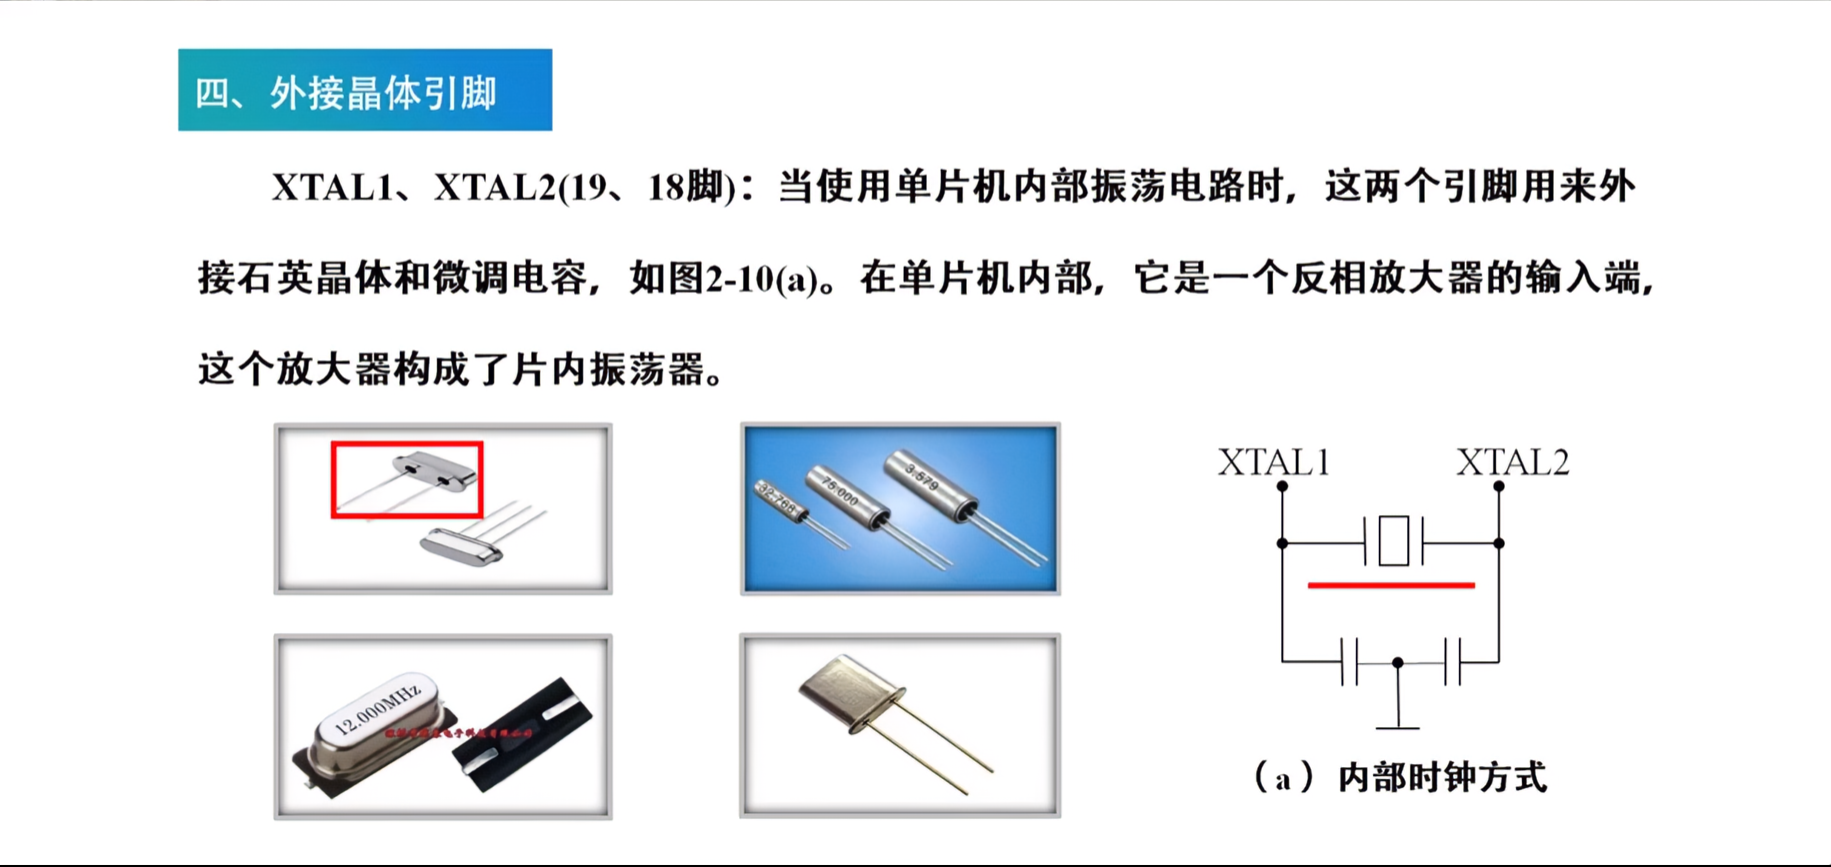 四、外接晶体引脚
XTAL1、XTAL2(19、18脚)：当使用单片机内部振荡电路时，这两个引脚用来外
接石英晶体和微调电容，如图2-10(a)。在单片机内部，它是一个反相放大器的输入端，
这个放大器构成了片内振荡器。
32.768
75.000
3.579
XTAL1
XTAL2
12.000MHz
（a）内部时钟方式